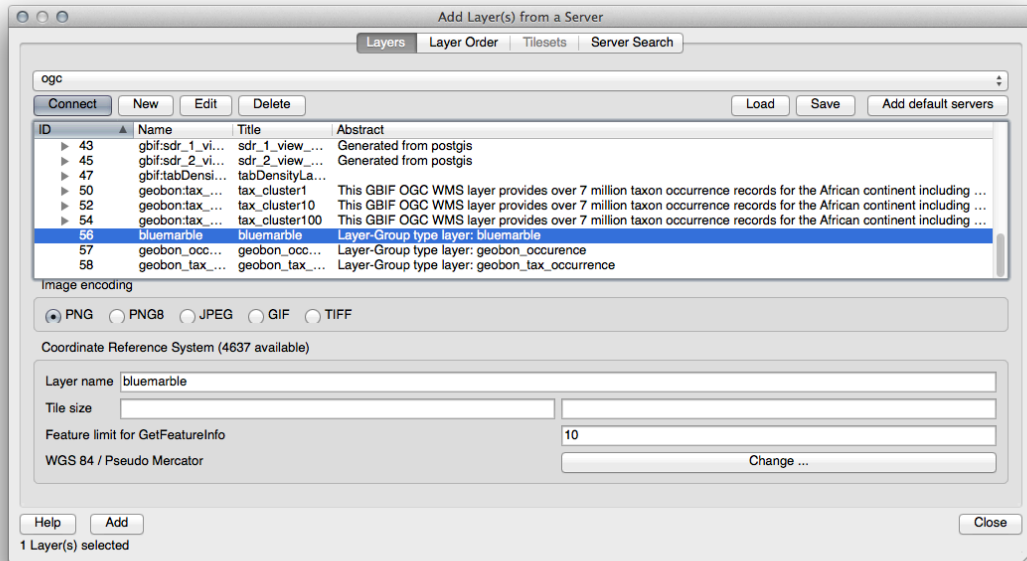 Add Layer(s) from a Server
Layers Layer Order Tilesets Server Search
ogc
Connect New Edit Delete Load Save Add default servers
ID Name Title Abstract
43 gbif:sdr_1_vi... sdr_1_view_... Generated from postgis
45 gbif:sdr_2_vi... sdr_2_view_... Generated from postgis
47 gbif:tabDensi... tabDensityLa...
50 geobon:tax_... tax_cluster1 This GBIF OGC WMS layer provides over 7 million taxon occurrence records for the African continent including ...
52 geobon:tax_... tax_cluster10 This GBIF OGC WMS layer provides over 7 million taxon occurrence records for the African continent including ...
54 geobon:tax_... tax_cluster100 This GBIF OGC WMS layer provides over 7 million taxon occurrence records for the African continent including ...
56 bluemarble bluemarble Layer-Group type layer: bluemarble
57 geobon_occ... geobon_occ... Layer-Group type layer: geobon_occurence
58 geobon_tax_... geobon_tax_... Layer-Group type layer: geobon_tax_occurrence
Image encoding
PNG PNG8 JPEG GIF TIFF
Coordinate Reference System (4637 available)
Layer name bluemarble
Tile size
Feature limit for GetFeatureInfo 10
WGS 84 / Pseudo Mercator Change ...
Help Add Close
1 Layer(s) selected